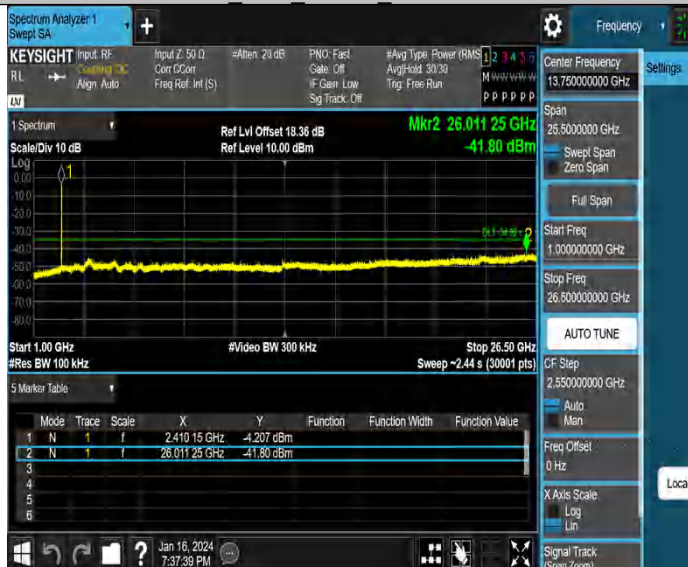 Spectrum Analyzer 1
Swept SA
+
Frequency
KEYSIGHT
RL
Input: RF
Coupling: DC
Align: Auto
Input Z: 50 Ω
Corr CCorr
Freq Ref: Int (S)
#Atten: 20 dB
PNO: Fast
Gate: Off
IF Gain: Low
Sig Track: Off
#Avg Type: Power (RMS
Avg|Hold: 30/30
Trig: Free Run
1 2 3 4 5 6
M W W W W W
P P P P P P
LXI
1 Spectrum
Scale/Div 10 dB
Log
Ref Lvl Offset 18.36 dB
Ref Level 10.00 dBm
Mkr2 26.011 25 GHz
-41.80 dBm
0.00
-10.0
-20.0
-30.0
-40.0
-50.0
-60.0
-70.0
-80.0
1
Start 1.00 GHz
#Res BW 100 kHz
#Video BW 300 kHz
Stop 26.50 GHz
Sweep ~2.44 s (30001 pts)
5 Marker Table
Mode Trace Scale X Y Function Function Width Function Value
1 N 1 f 2.410 15 GHz -4.207 dBm
2 N 1 f 26.011 25 GHz -41.80 dBm
3
4
5
6
Jan 16, 2024
7:37:39 PM
?
Center Frequency
13.750000000 GHz
Settings
Span
25.5000000 GHz
Swept Span
Zero Span
Full Span
Start Freq
1.000000000 GHz
Stop Freq
26.500000000 GHz
AUTO TUNE
CF Step
2.550000000 GHz
Auto
Man
Freq Offset
0 Hz
X Axis Scale
Log
Lin
Signal Track
(Span Zoom)
Loca